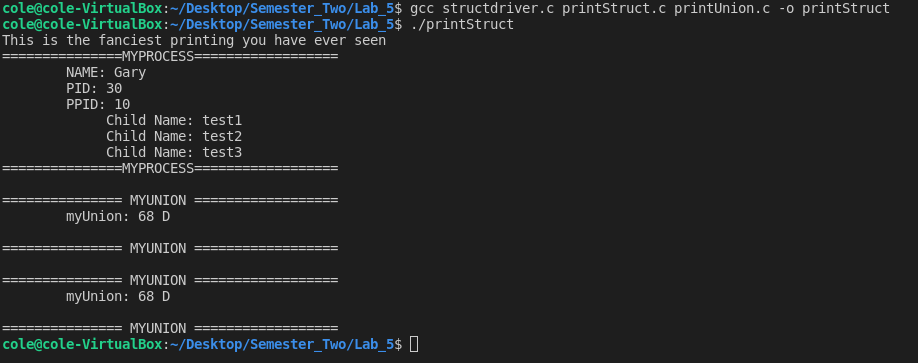 cole@cole-VirtualBox:~/Desktop/Semester_Two/Lab_5$ gcc structdriver.c printStruct.c printUnion.c -o printStruct
cole@cole-VirtualBox:~/Desktop/Semester_Two/Lab_5$ ./printStruct
This is the fanciest printing you have ever seen
===============MYPROCESS==================
        NAME: Gary
        PID: 30
        PPID: 10
             Child Name: test1
             Child Name: test2
             Child Name: test3
===============MYPROCESS==================

=============== MYUNION ==================
        myUnion: 68 D

=============== MYUNION ==================

=============== MYUNION ==================
        myUnion: 68 D

=============== MYUNION ==================
cole@cole-VirtualBox:~/Desktop/Semester_Two/Lab_5$